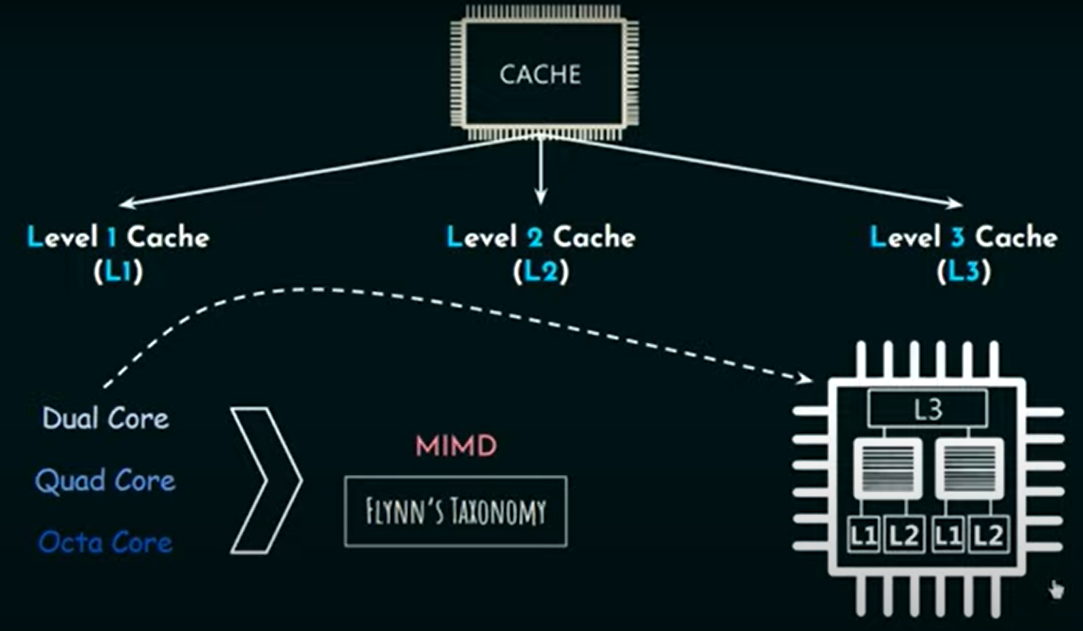 CACHE
Level 1 Cache
(L1)
Level 2 Cache
(L2)
Level 3 Cache
(L3)
Dual Core
Quad Core
Octa Core
MIMD
FLYNN'S TAXONOMY
L3
L1 L2 L1 L2